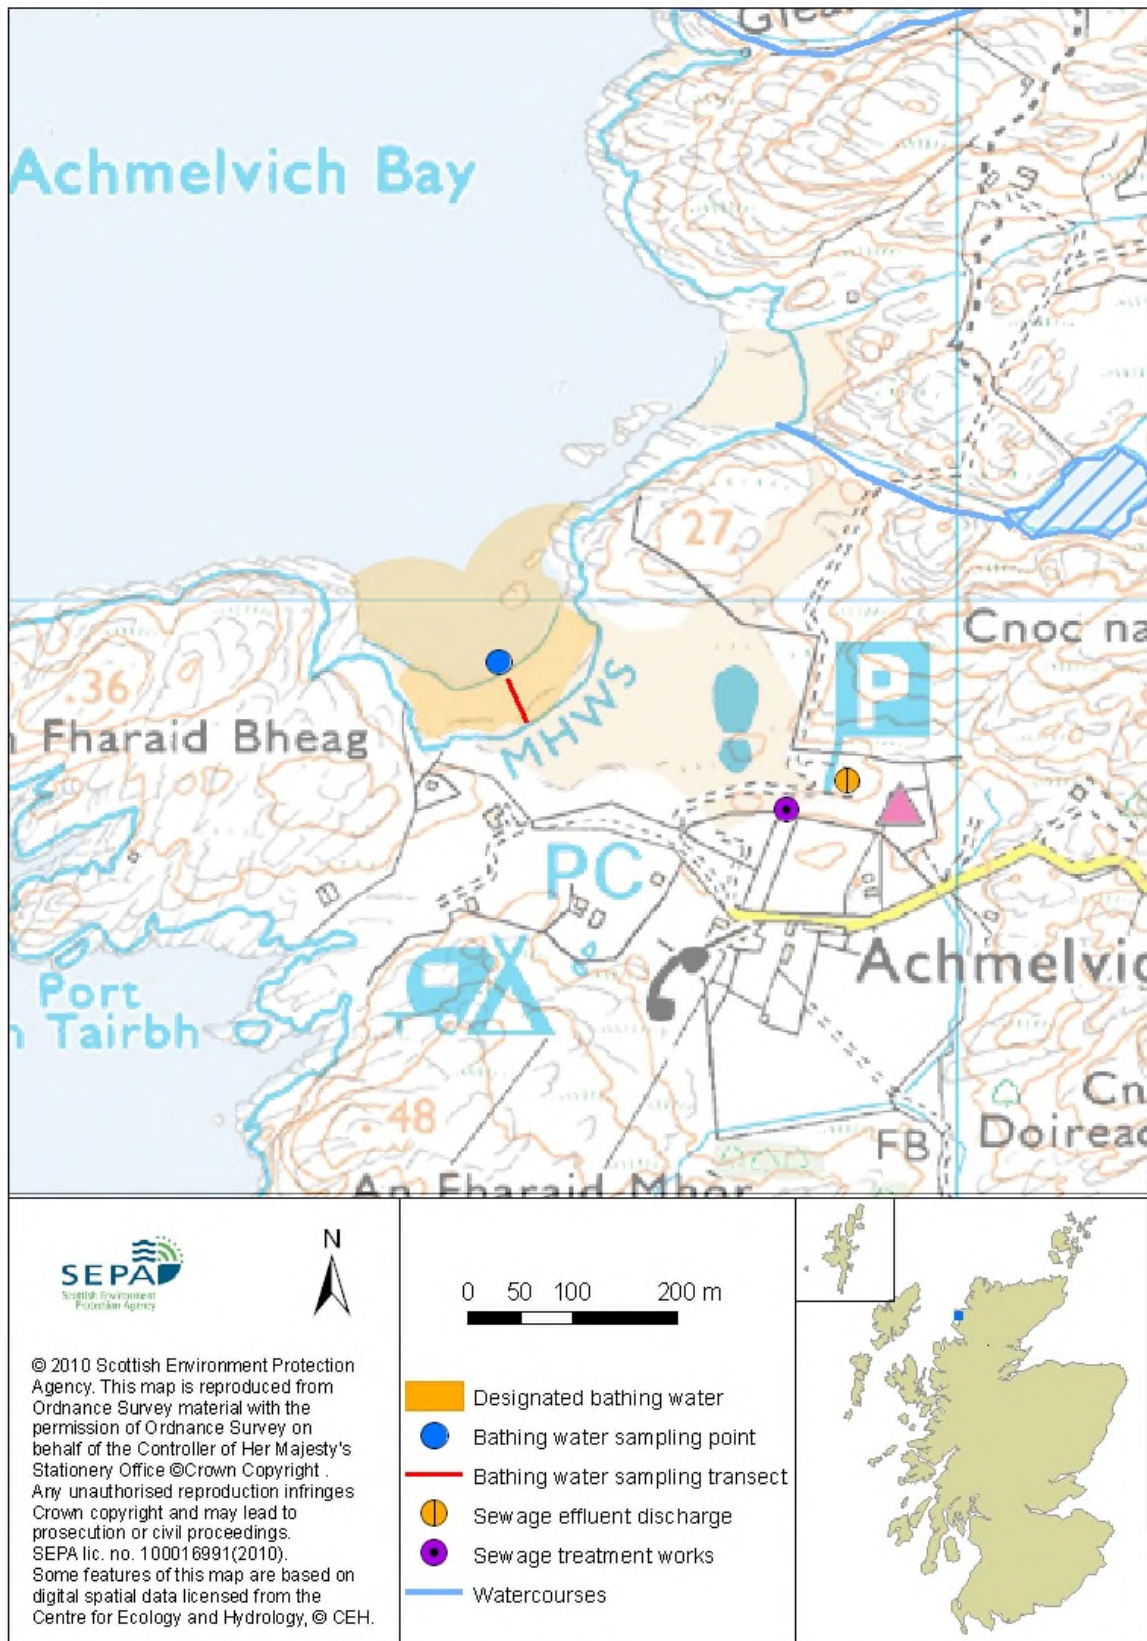 Glea
Achmelvich Bay
27
Cnoc na
P
36
MHWS
n Fharaid Bheag
PC
Achmelvic
Port
n Tairbh
48
Cn
Doireac
FB
An Fharaid Mhor
SEPA
Scottish Environment
Protection Agency
N
© 2010 Scottish Environment Protection
Agency. This map is reproduced from
Ordnance Survey material with the
permission of Ordnance Survey on
behalf of the Controller of Her Majesty's
Stationery Office ©Crown Copyright .
Any unauthorised reproduction infringes
Crown copyright and may lead to
prosecution or civil proceedings.
SEPA lic. no. 100016991(2010).
Some features of this map are based on
digital spatial data licensed from the
Centre for Ecology and Hydrology, © CEH.
0 50 100 200 m
Designated bathing water
Bathing water sampling point
Bathing water sampling transect
Sewage effluent discharge
Sewage treatment works
Watercourses